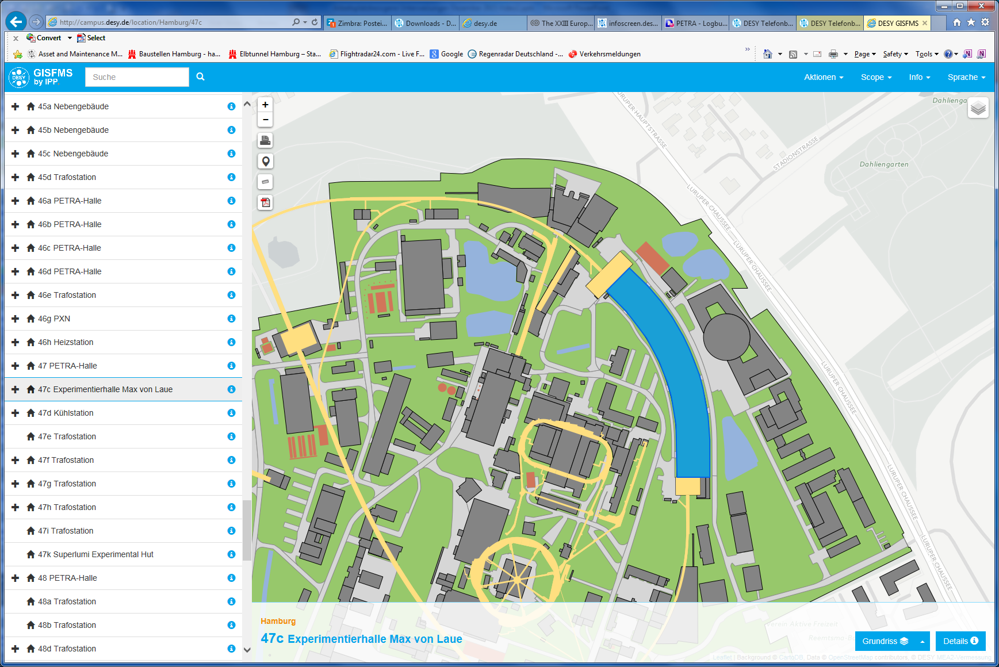 http://campus.desy.de/location/Hamburg/47c
Zimbra: Postei...
Downloads - D...
desy.de
The XXIII Europ...
infoscreen.des...
PETRA - Logbu...
DESY Telefonb...
DESY Telefonb...
DESY GISFMS
Convert
Select
Asset and Maintenance M...
Baustellen Hamburg - ha...
Elbtunnel Hamburg – Sta...
Flightradar24.com - Live F...
Google
Regenradar Deutschland -...
Verkehrsmeldungen
Page
Safety
Tools
DESY
GISFMS
by IPP.
Suche
Aktionen
Scope
Info
Sprache
45a Nebengebäude
45b Nebengebäude
45c Nebengebäude
45d Trafostation
46a PETRA-Halle
46b PETRA-Halle
46c PETRA-Halle
46d PETRA-Halle
46e Trafostation
46g PXN
46h Heizstation
47 PETRA-Halle
47c Experimentierhalle Max von Laue
47d Kühlstation
47e Trafostation
47f Trafostation
47g Trafostation
47h Trafostation
47i Trafostation
47k Superlumi Experimental Hut
48 PETRA-Halle
48a Trafostation
48b Trafostation
48d Trafostation
+
−
LURUPER HAUPTSTRASSE
STADIONSTRASSE
Dahlienga
Dahliengarten
LURUPER CHAUSSEE
LURUPER CHAUSSEE
LURUPER CHAUSSEE
LURUPER CHAUSSEE
LURUPER CHAUSSEE
Verein Aktive Freizeit
Reemtsma-Ba
Hamburg
47c Experimentierhalle Max von Laue
Grundriss
Details
Leaflet | Background © CartoDB, Data © OpenStreetMap contributors, © DESY MEA2-Vermessung